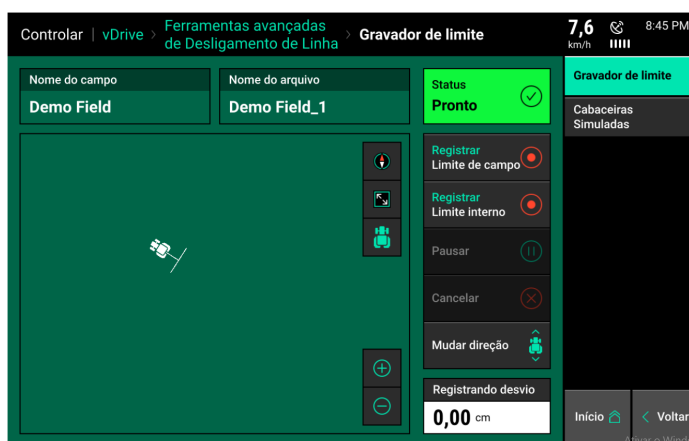 Controlar | vDrive > Ferramentas avançadas de Desligamento de Linha > Gravador de limite
7,6
km/h
8:45 PM
Nome do campo
Demo Field
Nome do arquivo
Demo Field_1
Status
Pronto
Gravador de limite
Cabaceiras
Simuladas
Registrar
Limite de campo
Registrar
Limite interno
Pausar
Cancelar
Mudar direção
Registrando desvio
0,00 cm
Início
< Voltar